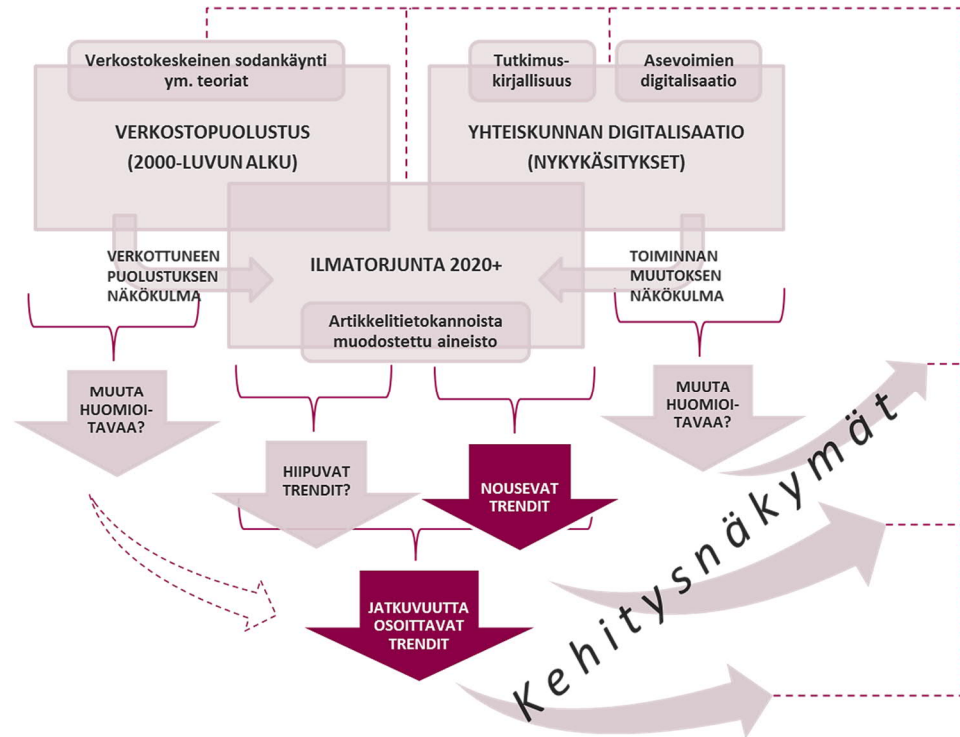 Verkostokeskeinen sodankäynti
ym. teoriat
Tutkimus-
kirjallisuus
Asevoimien
digitalisaatio
VERKOSTOPUOLUSTUS
(2000-LUVUN ALKU)
YHTEISKUNNAN DIGITALISAATIO
(NYKYKÄSITYKSET)
VERKOTTUNEEN
PUOLUSTUKSEN
NÄKÖKULMA
ILMATORJUNTA 2020+
TOIMINNAN
MUUTOKSEN
NÄKÖKULMA
Artikkelitietokannoista
muodostettu aineisto
MUUTA
HUOMIOI-
TAVAA?
MUUTA
HUOMIOI-
TAVAA?
HIIPUVAT
TRENDIT?
NOUSEVAT
TRENDIT
JATKUVUUTTA
OSOITTAVAT
TRENDIT
Kehitysnäkymät